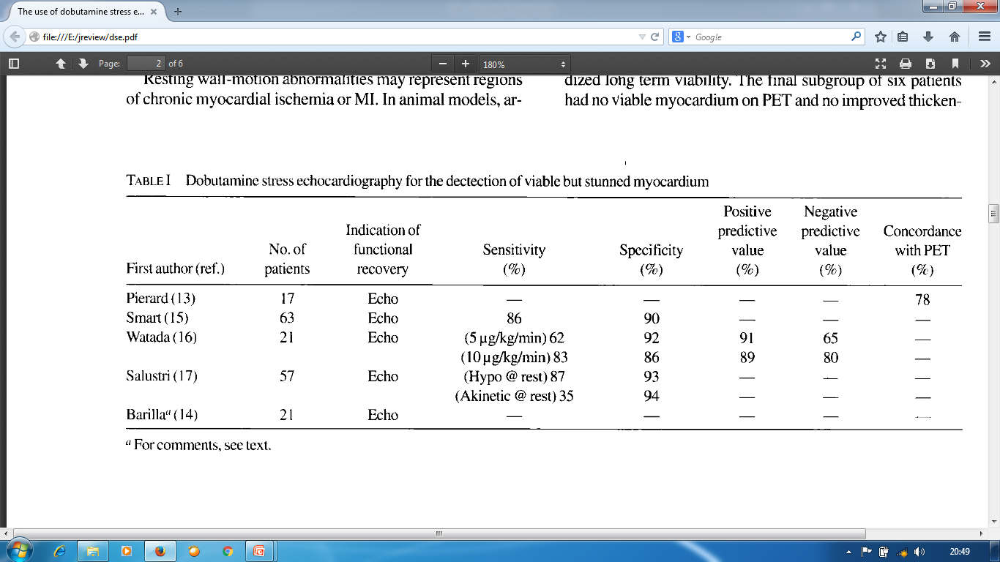 The use of dobutamine stress e...
file:///E:/jreview/dse.pdf
Google
Page: 2 of 6
180%
Resting wall-motion abnormalities may represent regions
of chronic myocardial ischemia or MI. In animal models, ar-
dized long term viability. The final subgroup of six patients
had no viable myocardium on PET and no improved thicken-
TABLE I Dobutamine stress echocardiography for the dectection of viable but stunned myocardium
First author (ref.) No. of patients Indication of functional recovery Sensitivity (%) Specificity (%) Positive predictive value (%) Negative predictive value (%) Concordance with PET (%)
Pierard (13) 17 Echo — — — — 78
Smart (15) 63 Echo 86 90 — — —
Watada (16) 21 Echo (5 µg/kg/min) 62 92 91 65 —
(10 µg/kg/min) 83 86 89 80 —
Salustri (17) 57 Echo (Hypo @ rest) 87 93 — — —
(Akinetic @ rest) 35 94 — — —
Barillaᵃ (14) 21 Echo — — — — —
ᵃ For comments, see text.
20:49